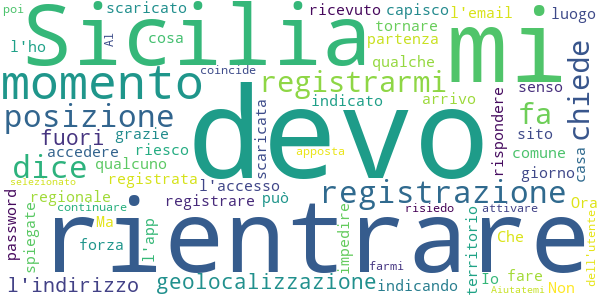 poi scaricato ricevuto capisco l'email luogo
Sicilia mi
l'ho Al cosa tornare partenza
coincide qualche
momento registrarmi chiede
posizione devo indicato arrivo fa senso
fuori grazie scaricata rispondere sito
accedere riesco comune casa
dice qualcuno apposta giorno
selezionato registrata l'accesso registrazione
password regionale registrare può
rientrare
spiegate continuare Ma risiedo attivare Ora
forza l'app impedire territorio Che dell'utentea
l'indirizzo geolocalizzazione farmi indicando Io fare
Aiutatemi Non